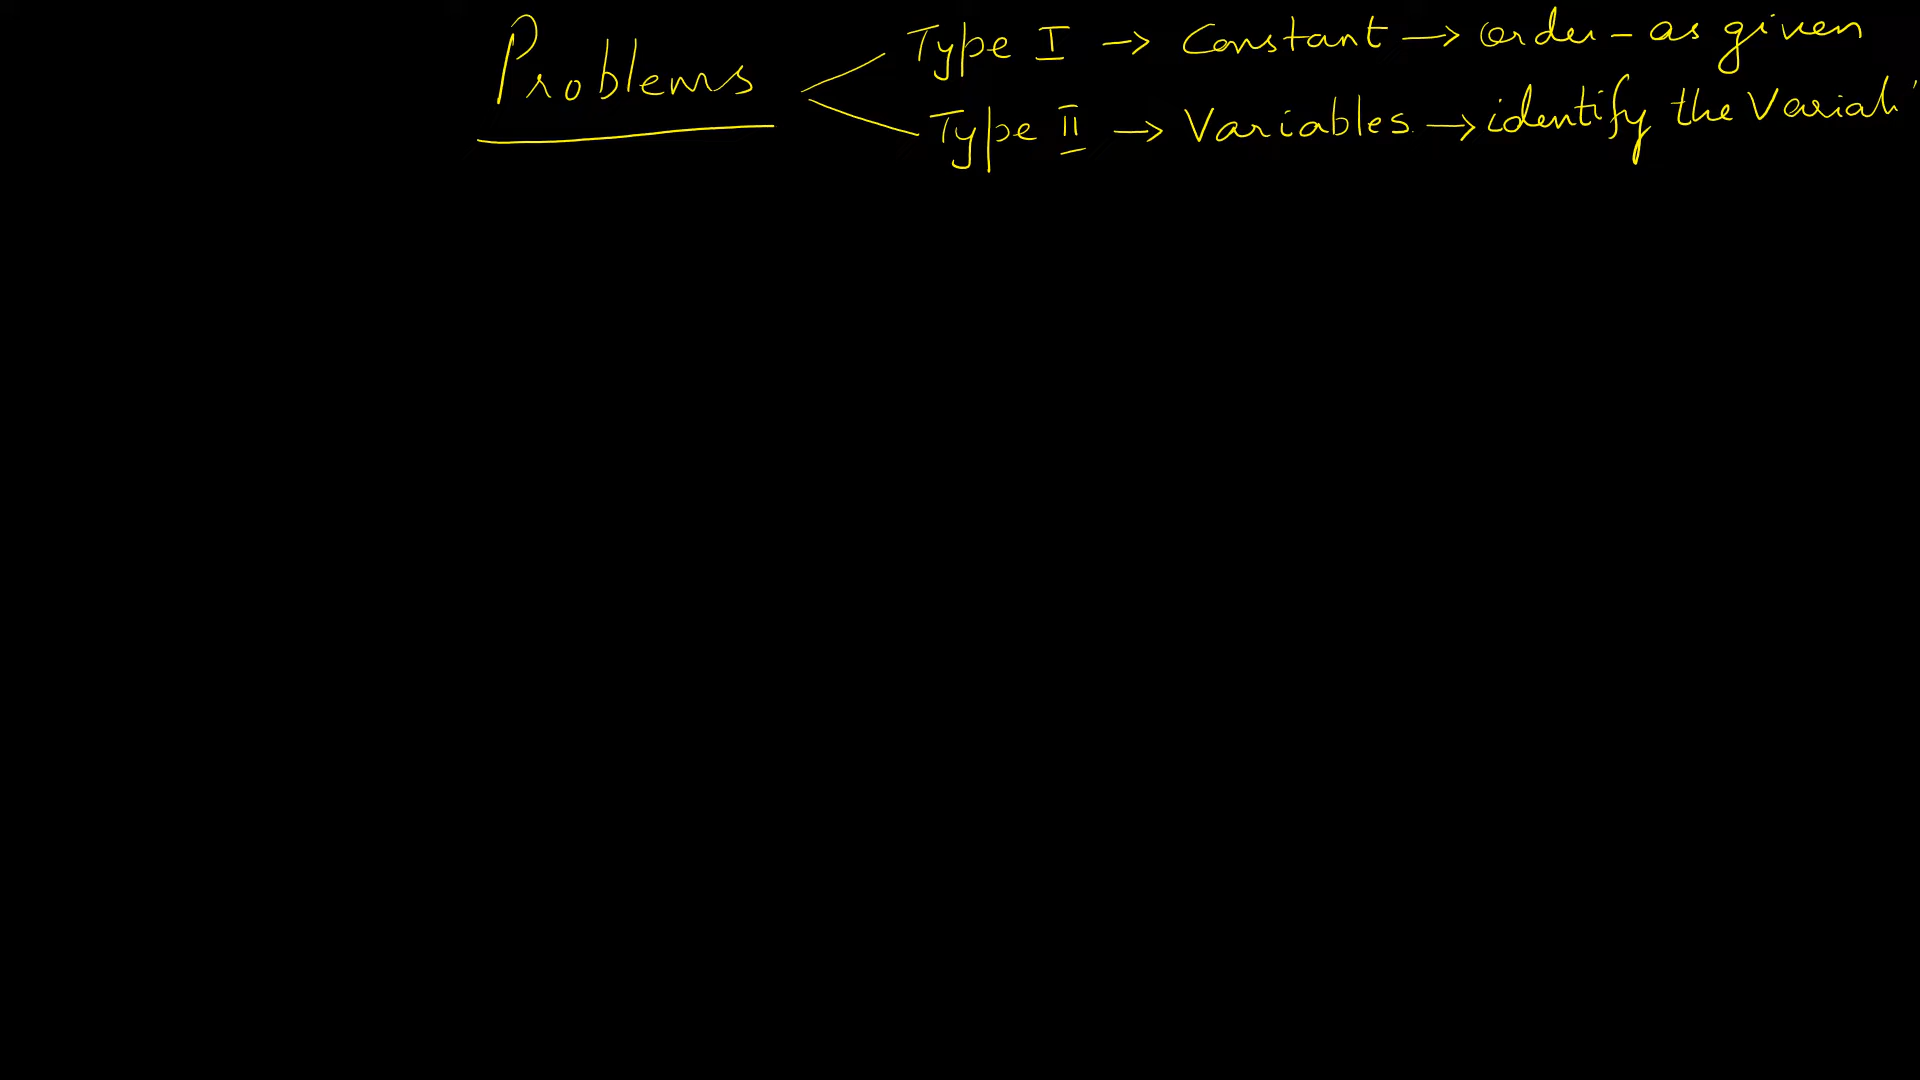 Problems
Type I → Constant → order - as given
Type II → Variables → identify the